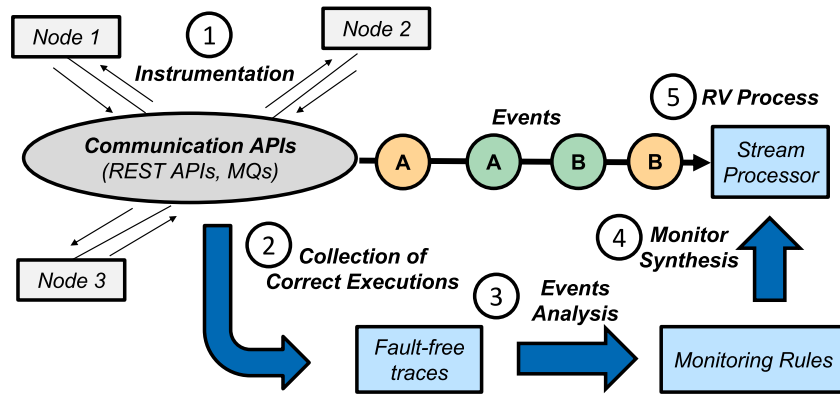 Node 1
1
Instrumentation
Node 2
Communication APIs
(REST APIs, MQs)
Events
A
A
B
B
5
RV Process
Stream
Processor
Node 3
2
Collection of
Correct Executions
3
Events
Analysis
4
Monitor
Synthesis
Fault-free
traces
Monitoring Rules